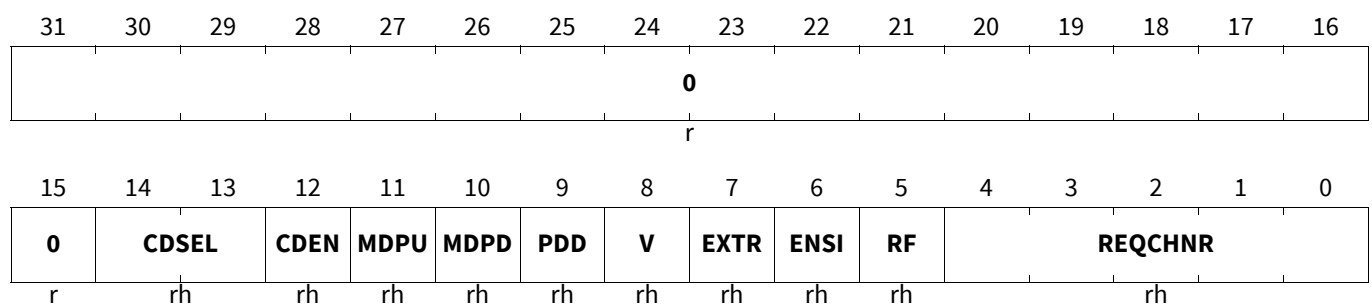 31 30 29 28 27 26 25 24 23 22 21 20 19 18 17 16
0
r
15 14 13 12 11 10 9 8 7 6 5 4 3 2 1 0
0 CDSEL CDEN MDPU MDPD PDD V EXTR ENSI RF REQCHNR
r rh rh rh rh rh rh rh rh rh rh